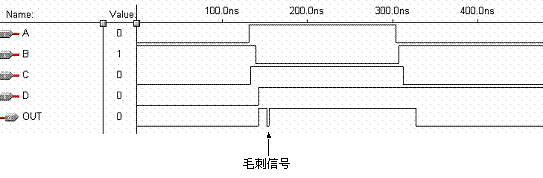 Name: Value: 100.0ns 200.0ns 300.0ns 400.0ns
A 0
B 1
C 0
D 0
OUT 0
毛刺信号